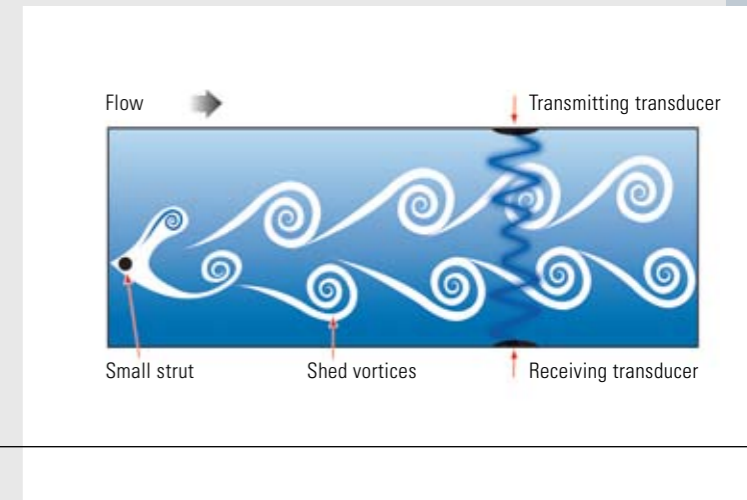 Flow
Transmitting transducer
Small strut
Shed vortices
Receiving transducer